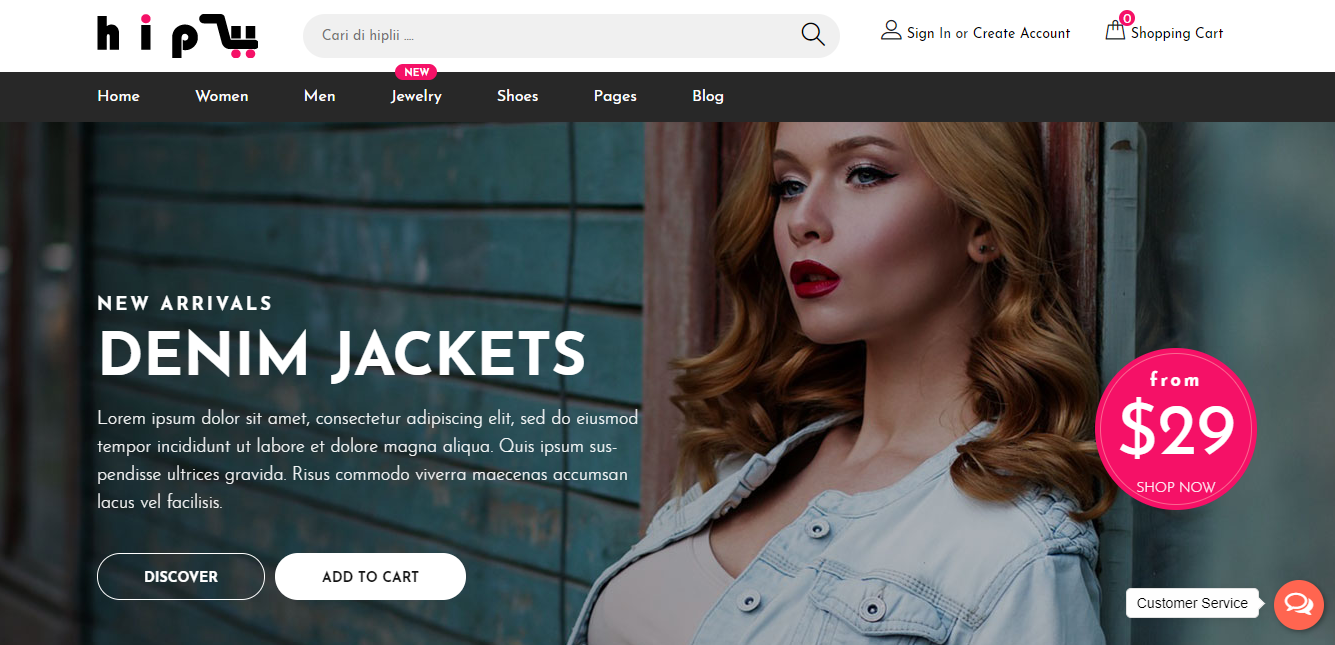 hip
Cari di hiplii ....
Sign In or Create Account
0
Shopping Cart
NEW
Home Women Men Jewelry Shoes Pages Blog
NEW ARRIVALS
DENIM JACKETS
Lorem ipsum dolor sit amet, consectetur adipiscing elit, sed do eiusmod
tempor incididunt ut labore et dolore magna aliqua. Quis ipsum sus-
pendisse ultrices gravida. Risus commodo viverra maecenas accumsan
lacus vel facilisis.
DISCOVER
ADD TO CART
from
$29
SHOP NOW
Customer Service